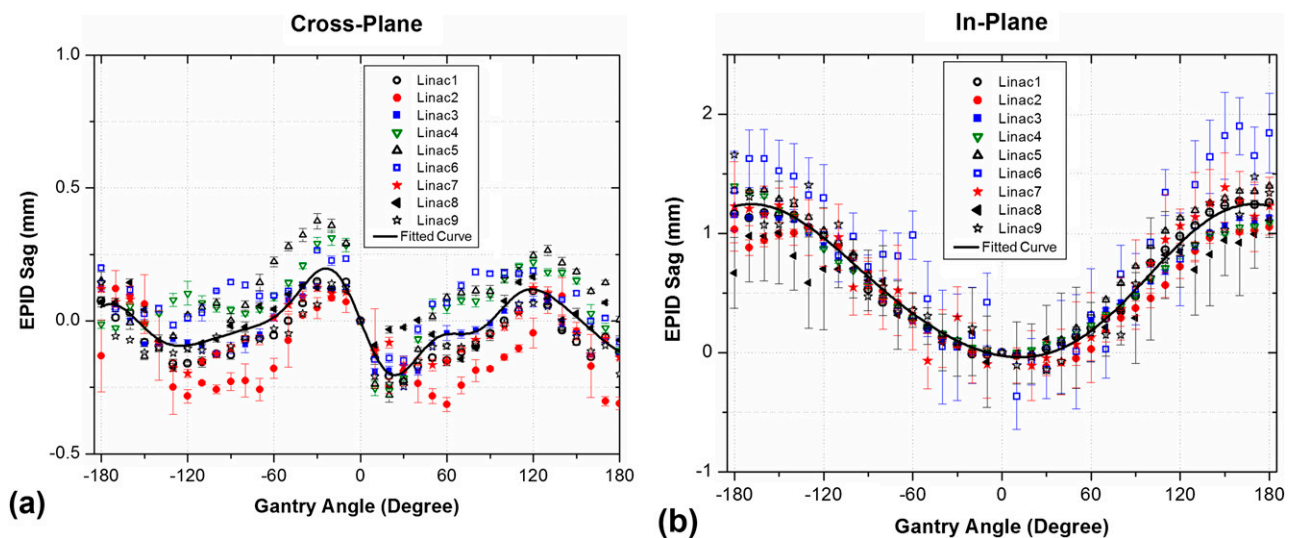 Cross-Plane
1.0
0.5
0.0
-0.5
EPID Sag (mm)
Linac1
Linac2
Linac3
Linac4
Linac5
Linac6
Linac7
Linac8
Linac9
Fitted Curve
-180 -120 -60 0 60 120 180
Gantry Angle (Degree)
(a)
In-Plane
2
1
0
-1
EPID Sag (mm)
Linac1
Linac2
Linac3
Linac4
Linac5
Linac6
Linac7
Linac8
Linac9
Fitted Curve
-180 -120 -60 0 60 120 180
Gantry Angle (Degree)
(b)